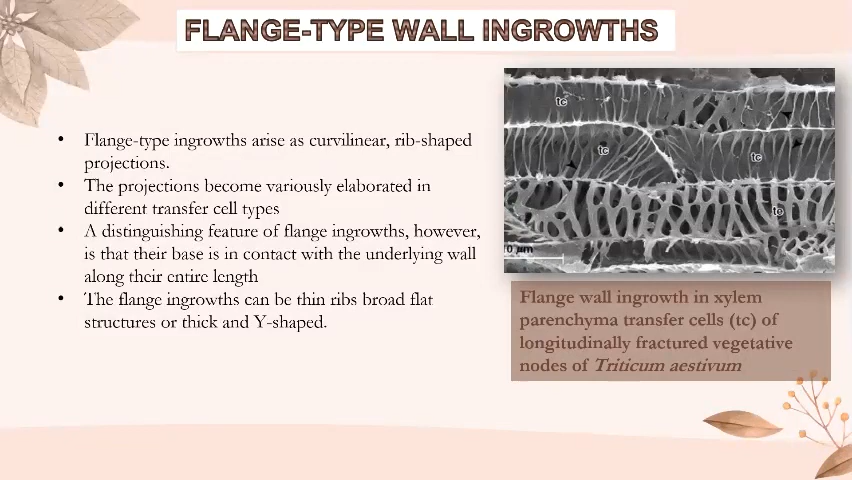 FLANGE-TYPE WALL INGROWTHS
• Flange-type ingrowths arise as curvilinear, rib-shaped
projections.
• The projections become variously elaborated in
different transfer cell types
• A distinguishing feature of flange ingrowths, however,
is that their base is in contact with the underlying wall
along their entire length
• The flange ingrowths can be thin ribs broad flat
structures or thick and Y-shaped.
tc
tc
tc
tc
0 µm
Flange wall ingrowth in xylem
parenchyma transfer cells (tc) of
longitudinally fractured vegetative
nodes of Triticum aestivum